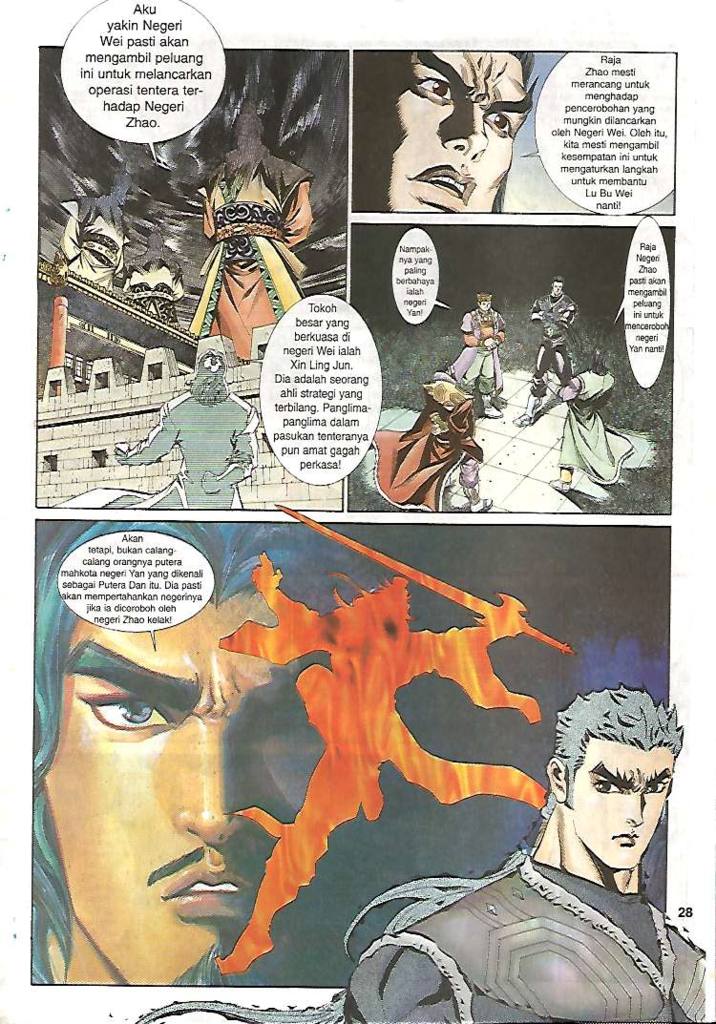 Aku
yakin Negeri
Wei pasti akan
mengambil peluang
ini untuk melancarkan
operasi tentera ter-
hadap Negeri
Zhao.
Tokoh
besar yang
berkuasa di
negeri Wei ialah
Xin Ling Jun.
Dia adalah seorang
ahli strategi yang
terbilang. Panglima-
panglima dalam
pasukan tenteranya
pun amat gagah
perkasa!
Raja
Zhao mesti
merancang untuk
menghadap
pencerobohan yang
mungkin dilancarkan
oleh Negeri Wei. Oleh itu,
kita mesti mengambil
kesempatan ini untuk
mengaturkan langkah
untuk membantu
Lu Bu Wei
nanti!
Nampak-
nya yang
paling
berbahaya
ialah
negeri
Yan!
Raja
Negeri
Zhao
pasti akan
mengambil
peluang
ini untuk
menceroboh
negeri
Yan nanti!
Akan
tetapi, bukan calang-
calang orangnya putera
mahkota negeri Yan yang dikenali
sebagai Putera Dan itu. Dia pasti
akan mempertahankan negerinya
jika ia diceroboh oleh
negeri Zhao kelak!
28